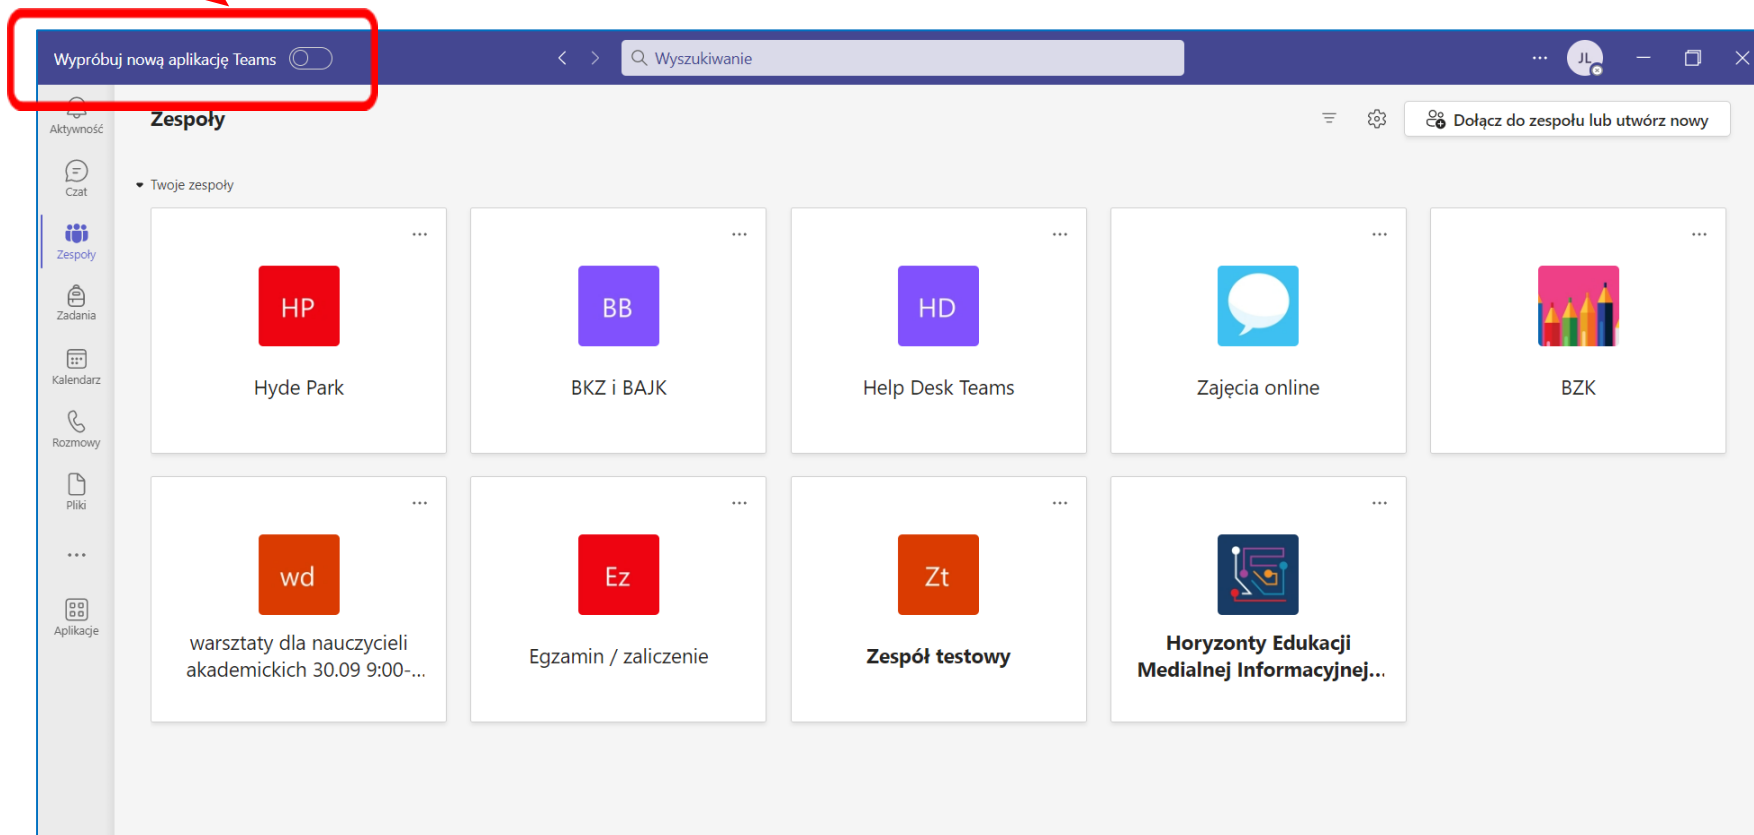 Wypróbuj nową aplikację Teams
Wyszukiwanie
JL
Aktywność
Czat
Zespoły
Zadania
Kalendarz
Rozmowy
Pliki
Aplikacje
Zespoły
Dołącz do zespołu lub utwórz nowy
Twoje zespoły
HP
BB
HD
Hyde Park
BKZ i BAJK
Help Desk Teams
Zajęcia online
BZK
wd
Ez
Zt
warsztaty dla nauczycieli
akademickich 30.09 9:00-...
Egzamin / zaliczenie
Zespół testowy
Horyzonty Edukacji
Medialnej Informacyjnej...